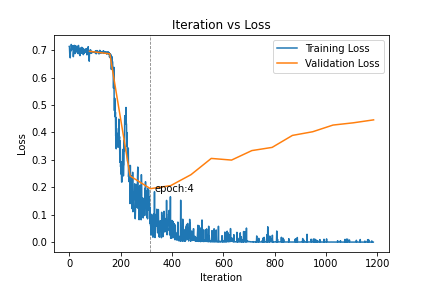 Iteration vs Loss
Training Loss
Validation Loss
0.7
0.6
0.5
0.4
0.3
0.2
0.1
0.0
Loss
epoch:4
0 200 400 600 800 1000 1200
Iteration